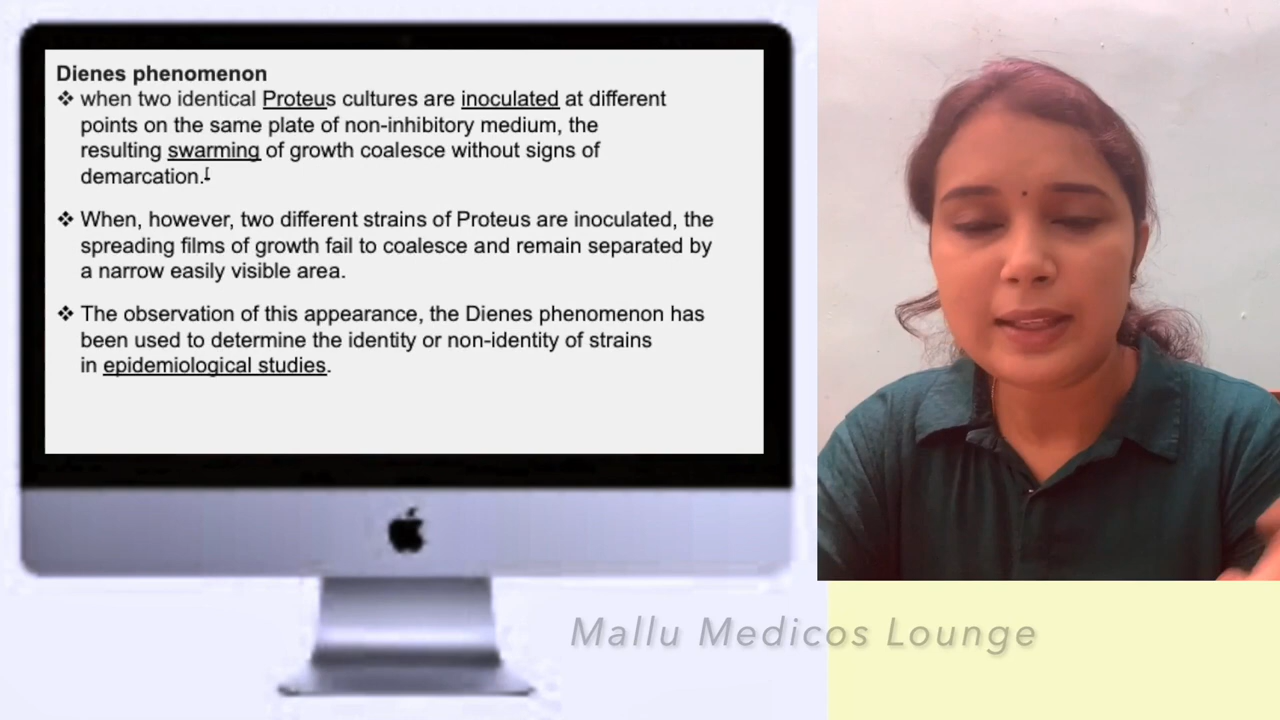 Dienes phenomenon
❖ when two identical Proteus cultures are inoculated at different
points on the same plate of non-inhibitory medium, the
resulting swarming of growth coalesce without signs of
demarcation.
❖ When, however, two different strains of Proteus are inoculated, the
spreading films of growth fail to coalesce and remain separated by
a narrow easily visible area.
❖ The observation of this appearance, the Dienes phenomenon has
been used to determine the identity or non-identity of strains
in epidemiological studies.
Mallu Medicos Lounge